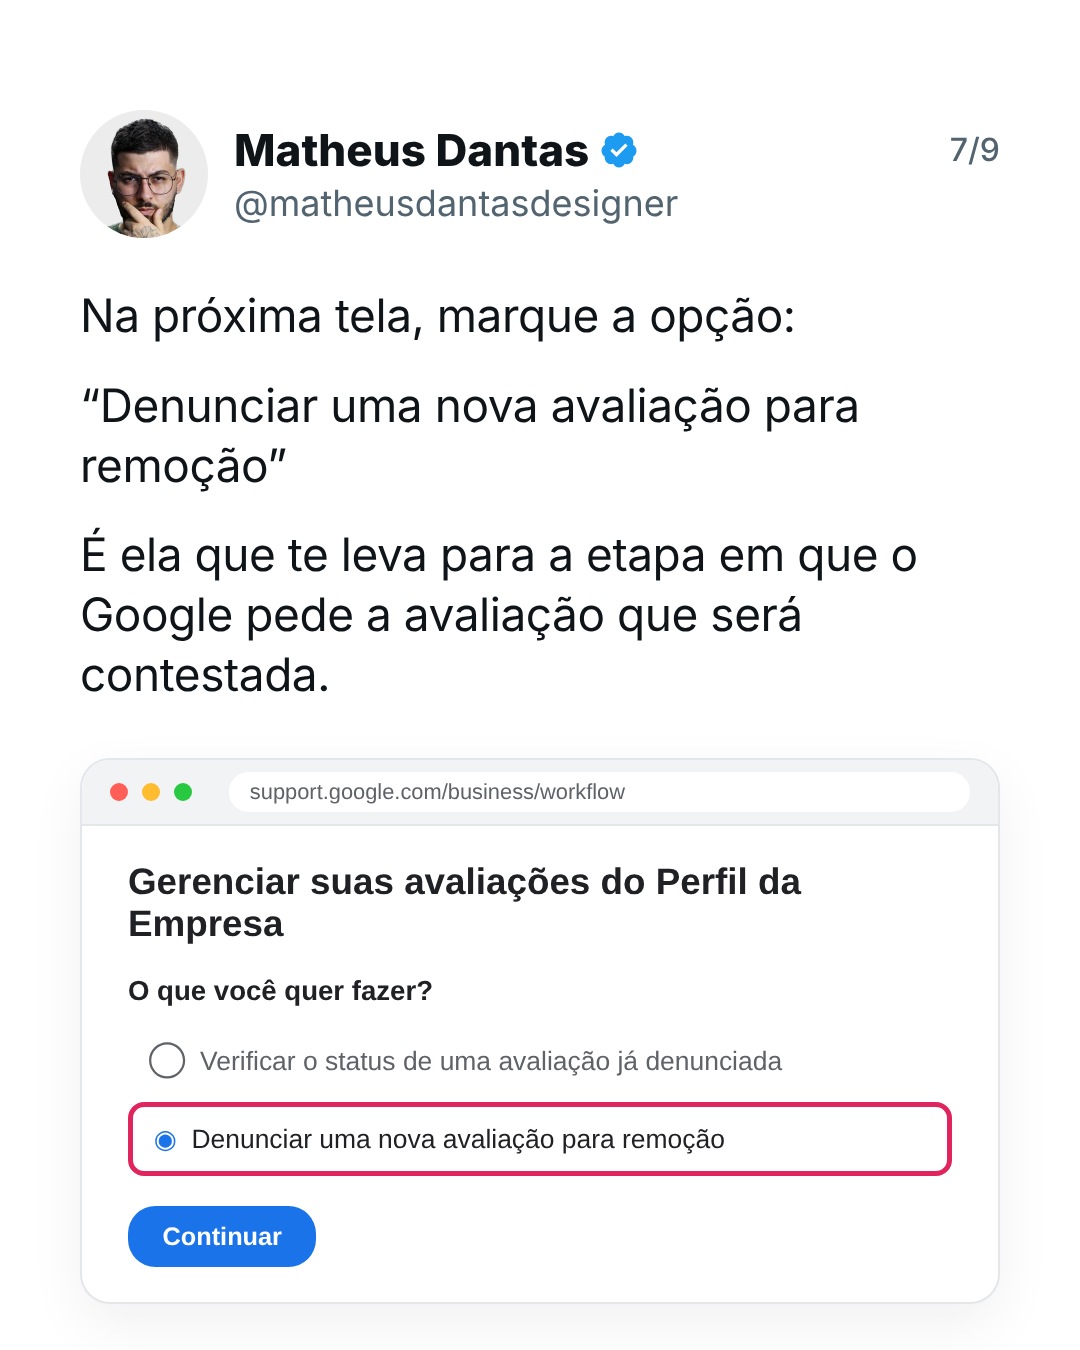 Matheus Dantas
7/9
@matheusdantasdesigner
Na próxima tela, marque a opção:
“Denunciar uma nova avaliação para
remoção”
É ela que te leva para a etapa em que o
Google pede a avaliação que será
contestada.
support.google.com/business/workflow
Gerenciar suas avaliações do Perfil da
Empresa
O que você quer fazer?
Verificar o status de uma avaliação já denunciada
Denunciar uma nova avaliação para remoção
Continuar